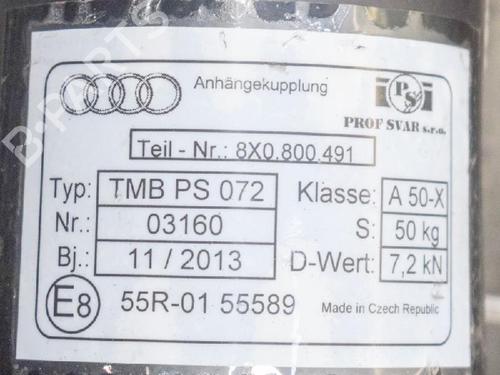 Anhängekupplung
PS
PROF SVAR s.r.o.
Teil - Nr.: 8X0.800.491
Typ: TMB PS 072 Klasse: A 50-X
Nr.: 03160 S: 50 kg
Bj.: 11 / 2013 D-Wert: 7,2 kN
E8 55R-01 55589 Made in Czech Republic
B-PARTS